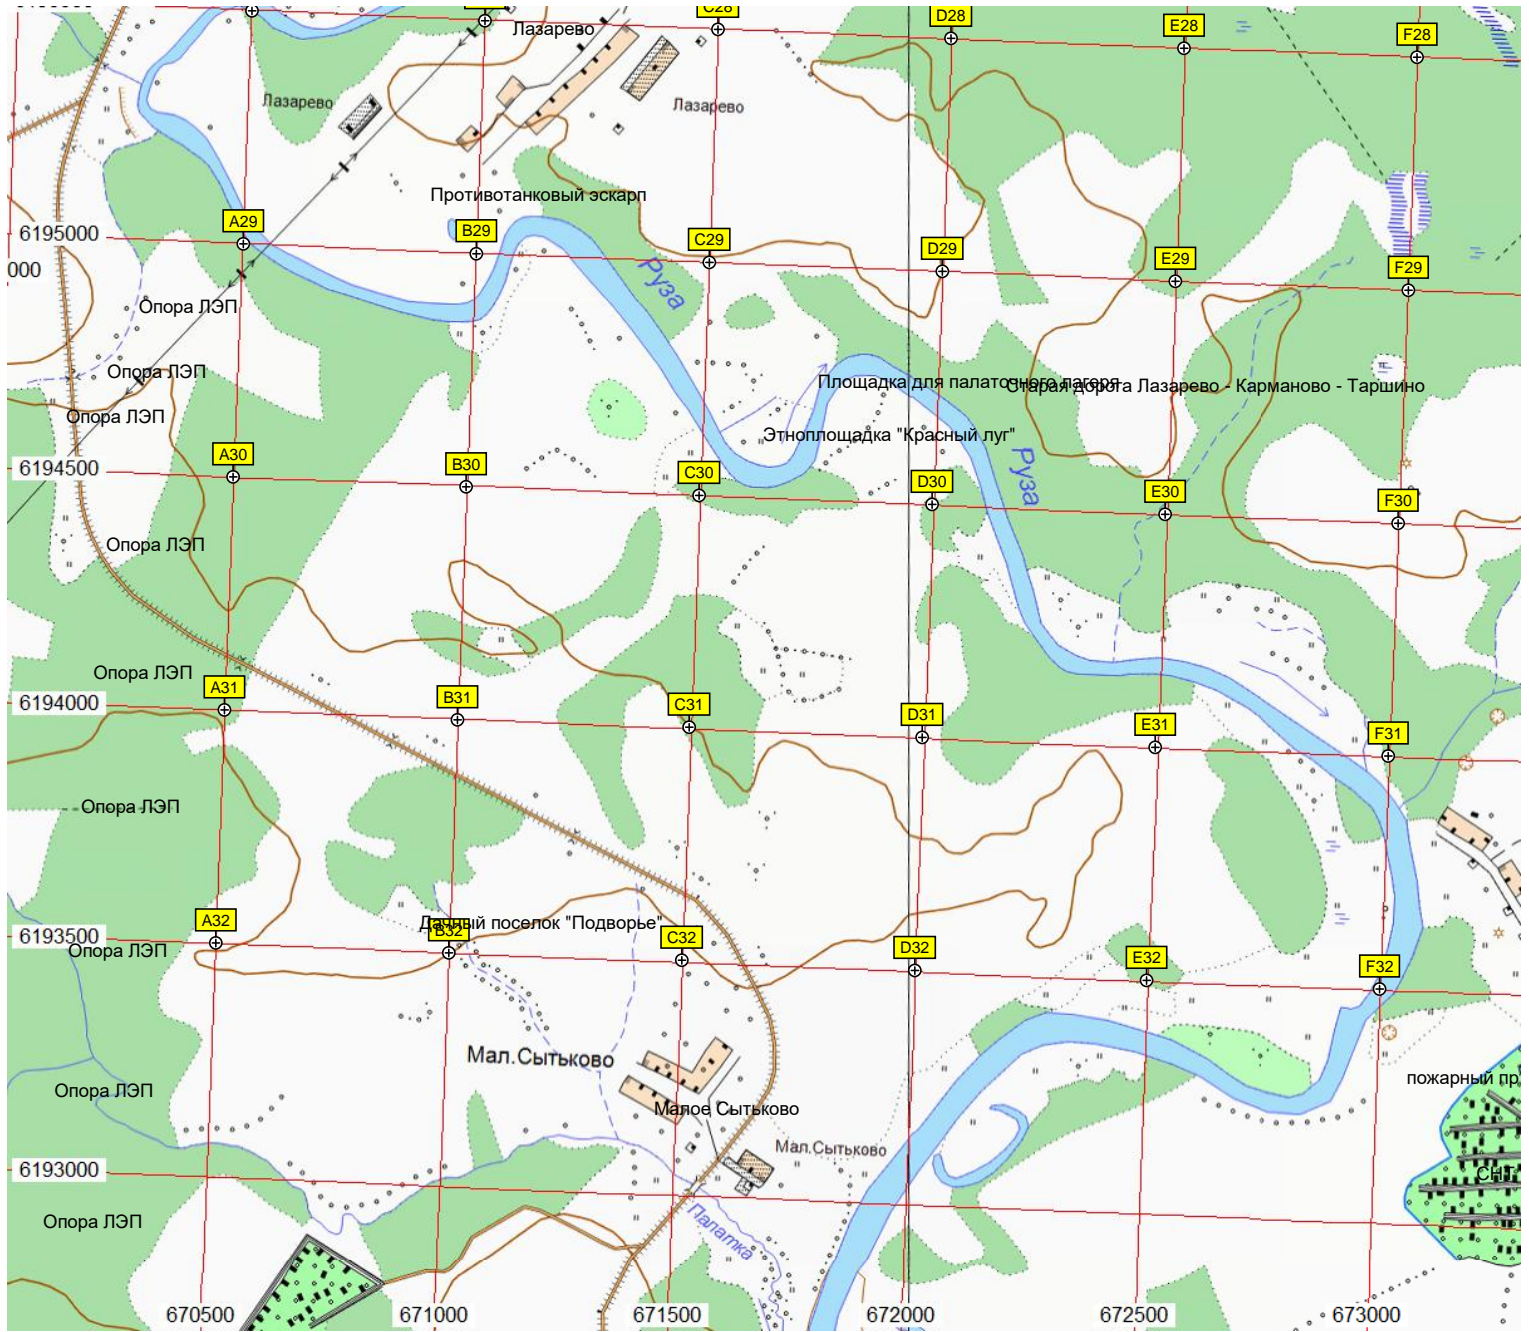 C28
D28
E28
F28
Лазарево
Лазарево
Лазарево
Противотанковый эскарп
6195000
000
A29
B29
C29
D29
E29
F29
Руза
Опора ЛЭП
Опора ЛЭП
Площадка для палаточного лагеря
Старая дорога Лазарево - Карманово - Таршино
Опора ЛЭП
Этноплощадка "Красный луг"
Руза
6194500
A30
B30
C30
D30
E30
F30
Опора ЛЭП
Опора ЛЭП
6194000
A31
B31
C31
D31
E31
F31
Опора ЛЭП
Дачный поселок "Подворье"
6193500
A32
B32
C32
D32
E32
F32
Опора ЛЭП
Мал.Сытьково
Опора ЛЭП
пожарный пр
Малое Сытьково
Мал.Сытьково
6193000
СНТ
Опора ЛЭП
Палатка
670500
671000
671500
672000
672500
673000